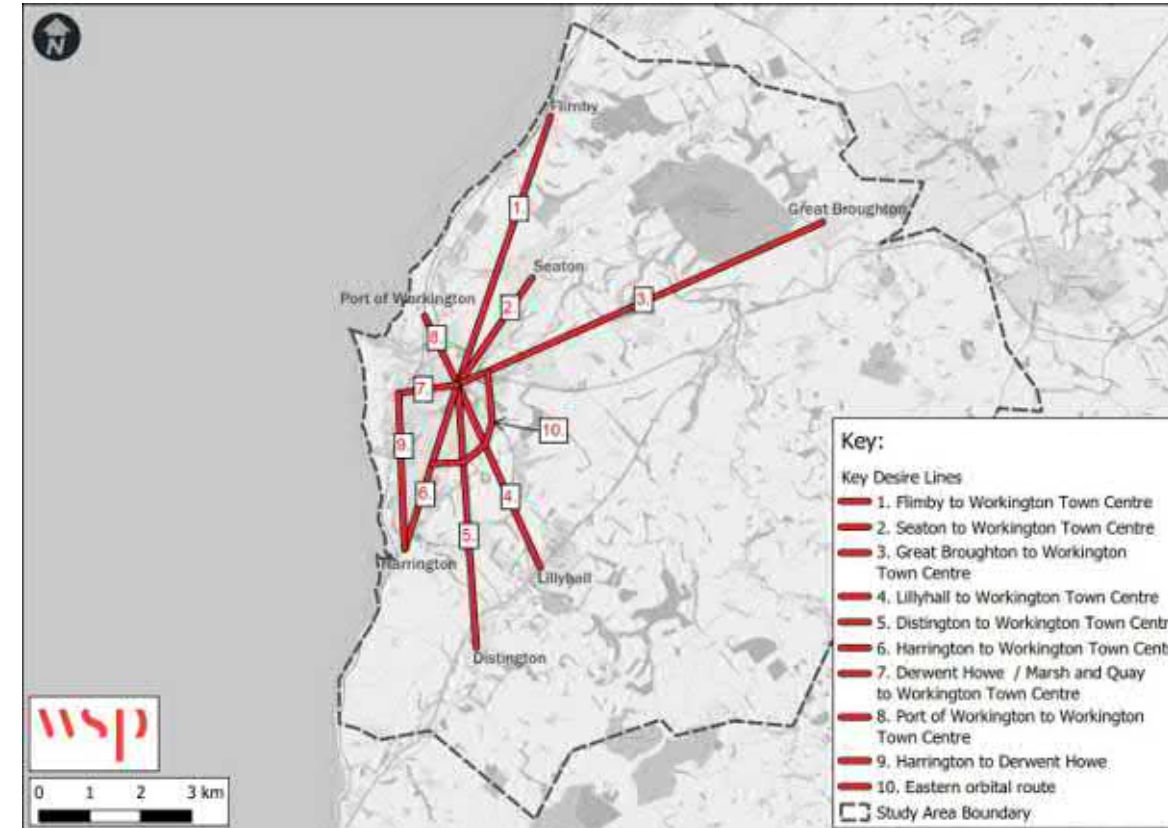 N
Flimby
1.
Great Broughton
Seaton
2.
3.
Port of Workington
8.
7.
10.
9.
6.
4.
5.
Harrington
Lillyhall
Distington
wsp
0 1 2 3 km
Key:
Key Desire Lines
1. Flimby to Workington Town Centre
2. Seaton to Workington Town Centre
3. Great Broughton to Workington
Town Centre
4. Lillyhall to Workington Town Centre
5. Distington to Workington Town Centr
6. Harrington to Workington Town Cent
7. Derwent Howe / Marsh and Quay
to Workington Town Centre
8. Port of Workington to Workington
Town Centre
9. Harrington to Derwent Howe
10. Eastern orbital route
Study Area Boundary